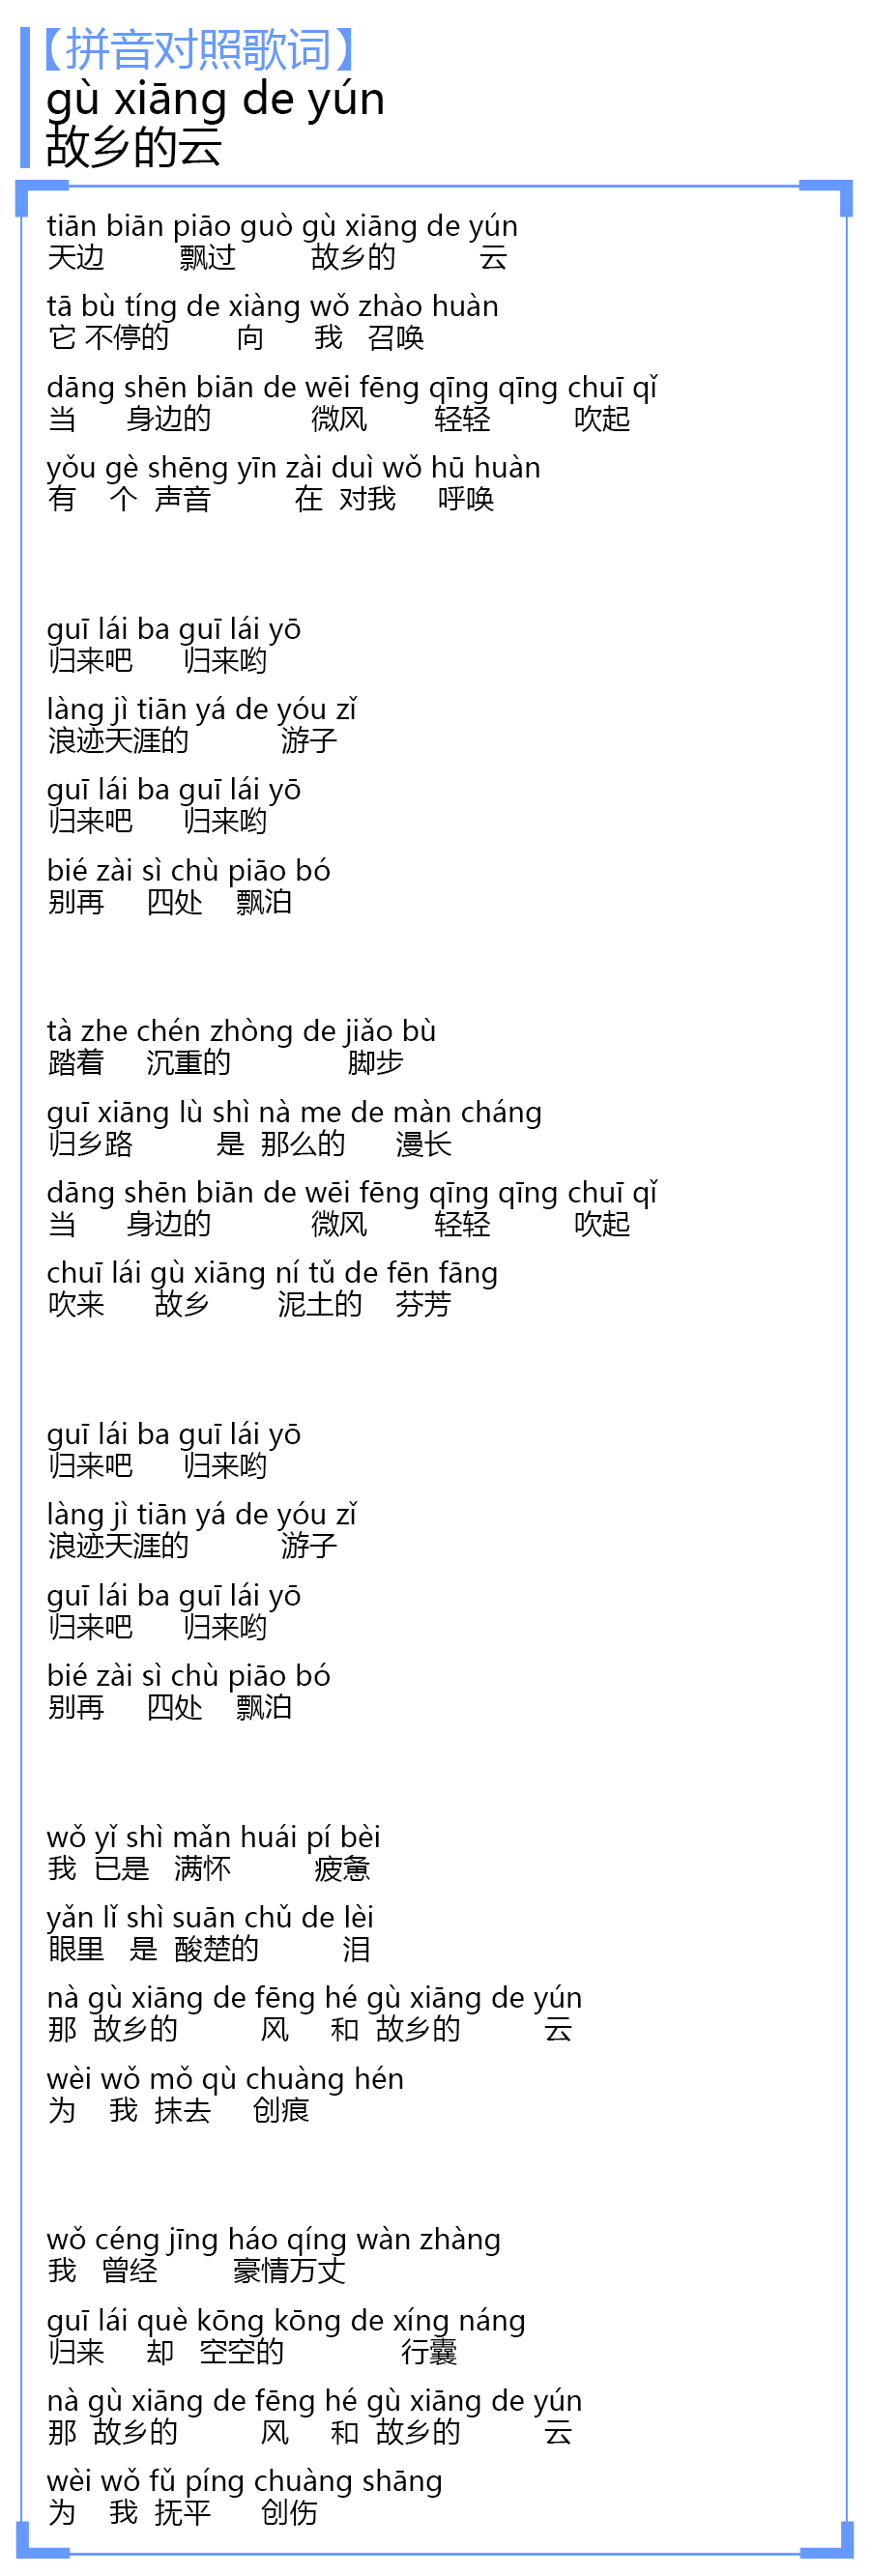 【拼音对照歌词】
gù xiāng de yún
故乡的云
tiān biān piāo guò gù xiāng de yún
天边 飘过 故乡的 云
tā bù tíng de xiàng wǒ zhào huàn
它 不停的 向 我 召唤
dāng shēn biān de wēi fēng qīng qīng chuī qǐ
当 身边的 微风 轻轻 吹起
yǒu gè shēng yīn zài duì wǒ hū huàn
有 个 声音 在 对我 呼唤
guī lái ba guī lái yō
归来吧 归来哟
làng jì tiān yá de yóu zǐ
浪迹天涯的 游子
guī lái ba guī lái yō
归来吧 归来哟
bié zài sì chù piāo bó
别再 四处 飘泊
tà zhe chén zhòng de jiǎo bù
踏着 沉重的 脚步
guī xiāng lù shì nà me de màn cháng
归乡路 是 那么的 漫长
dāng shēn biān de wēi fēng qīng qīng chuī qǐ
当 身边的 微风 轻轻 吹起
chuī lái gù xiāng ní tǔ de fēn fāng
吹来 故乡 泥土的 芬芳
guī lái ba guī lái yō
归来吧 归来哟
làng jì tiān yá de yóu zǐ
浪迹天涯的 游子
guī lái ba guī lái yō
归来吧 归来哟
bié zài sì chù piāo bó
别再 四处 飘泊
wǒ yǐ shì mǎn huái pí bèi
我 已是 满怀 疲惫
yǎn lǐ shì suān chǔ de lèi
眼里 是 酸楚的 泪
nà gù xiāng de fēng hé gù xiāng de yún
那 故乡的 风 和 故乡的 云
wèi wǒ mǒ qù chuàng hén
为 我 抹去 创痕
wǒ céng jīng háo qíng wàn zhàng
我 曾经 豪情万丈
guī lái què kōng kōng de xíng náng
归来 却 空空的 行囊
nà gù xiāng de fēng hé gù xiāng de yún
那 故乡的 风 和 故乡的 云
wèi wǒ fǔ píng chuàng shāng
为 我 抚平 创伤